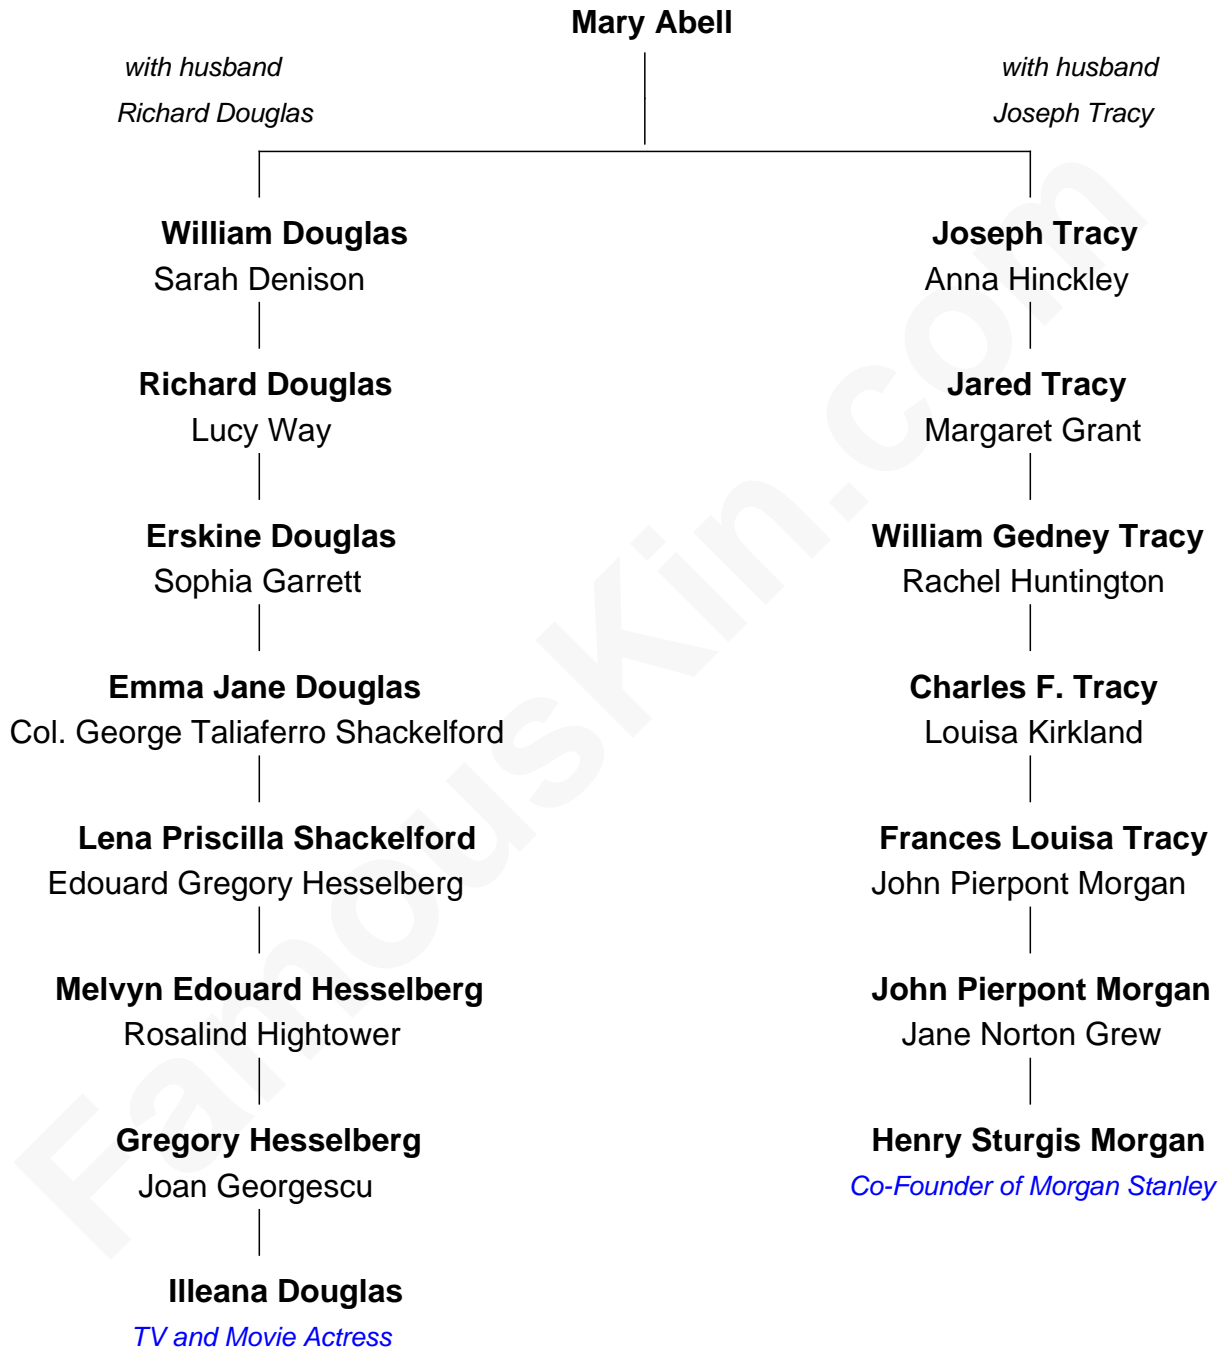 Mary Abell
with husband
Richard Douglas
with husband
Joseph Tracy
William Douglas
Sarah Denison
Richard Douglas
Lucy Way
Erskine Douglas
Sophia Garrett
Emma Jane Douglas
Col. George Taliaferro Shackelford
Lena Priscilla Shackelford
Edouard Gregory Hesselberg
Melvyn Edouard Hesselberg
Rosalind Hightower
Gregory Hesselberg
Joan Georgescu
Illeana Douglas
TV and Movie Actress
Joseph Tracy
Anna Hinckley
Jared Tracy
Margaret Grant
William Gedney Tracy
Rachel Huntington
Charles F. Tracy
Louisa Kirkland
Frances Louisa Tracy
John Pierpont Morgan
John Pierpont Morgan
Jane Norton Grew
Henry Sturgis Morgan
Co-Founder of Morgan Stanley
FamousKin.com